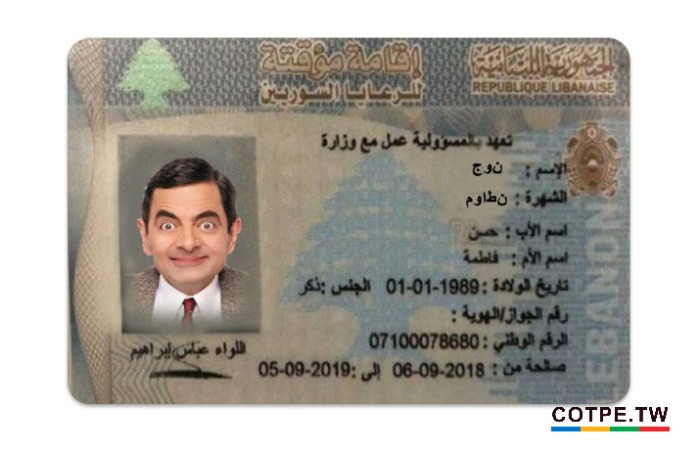 إقامة مؤقتة
للرعايا السوريين
الجمهورية اللبنانية
REPUBLIQUE LIBANAISE
تعهد بالمسؤولية عمل مع وزارة
الإسم : نوج
الشهرة : نطاوم
اسم الأب : حسن
اسم الأم : فاطمة
تاريخ الولادة : 1989-01-01 الجنس : ذكر
رقم الجواز/الهوية :
الرقم الوطني : 07100078680
صالحة من : 06-09-2018 إلى : 05-09-2019
اللواء عباس ابراهيم
LEBANON
COTPE.TW